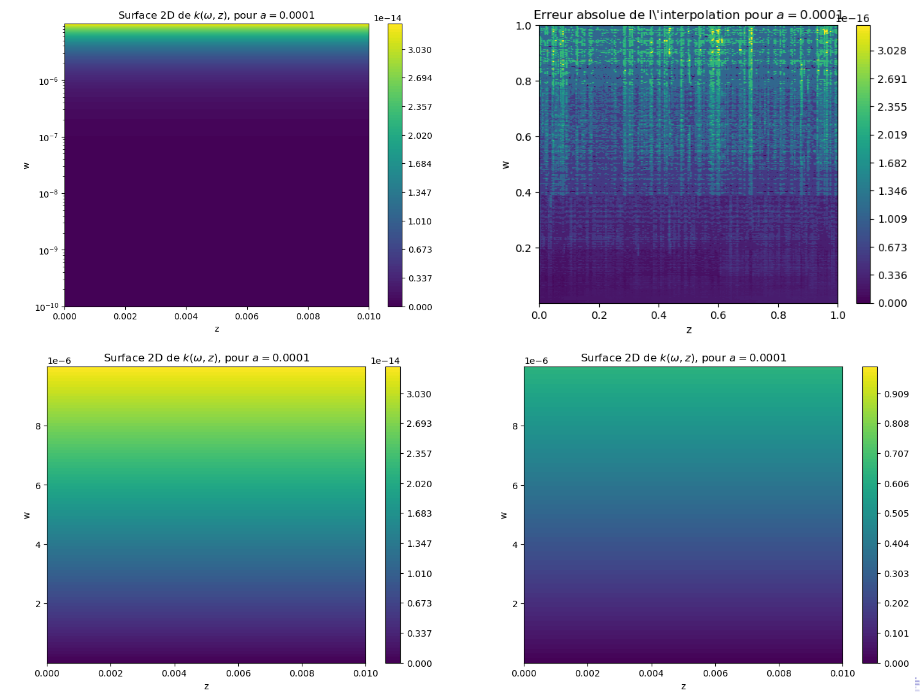 Surface 2D de k(ω, z), pour a = 0.0001
1e−14
3.030
2.694
2.357
2.020
1.684
1.347
1.010
0.673
0.337
0.000
10⁻⁶
10⁻⁷
10⁻⁸
10⁻⁹
10⁻¹⁰
w
0.000 0.002 0.004 0.006 0.008 0.010
z
Erreur absolue de l\'interpolation pour a = 0.0001
1e−16
3.028
2.691
2.355
2.019
1.682
1.346
1.009
0.673
0.336
0.000
1.0
0.8
0.6
0.4
0.2
w
0.0 0.2 0.4 0.6 0.8 1.0
z
1e−6
Surface 2D de k(ω, z), pour a = 0.0001
1e−14
3.030
2.693
2.357
2.020
1.683
1.347
1.010
0.673
0.337
0.000
8
6
4
2
w
0.000 0.002 0.004 0.006 0.008 0.010
z
1e−6
Surface 2D de k(ω, z), pour a = 0.0001
0.909
0.808
0.707
0.606
0.505
0.404
0.303
0.202
0.101
0.000
8
6
4
2
w
0.000 0.002 0.004 0.006 0.008 0.010
z